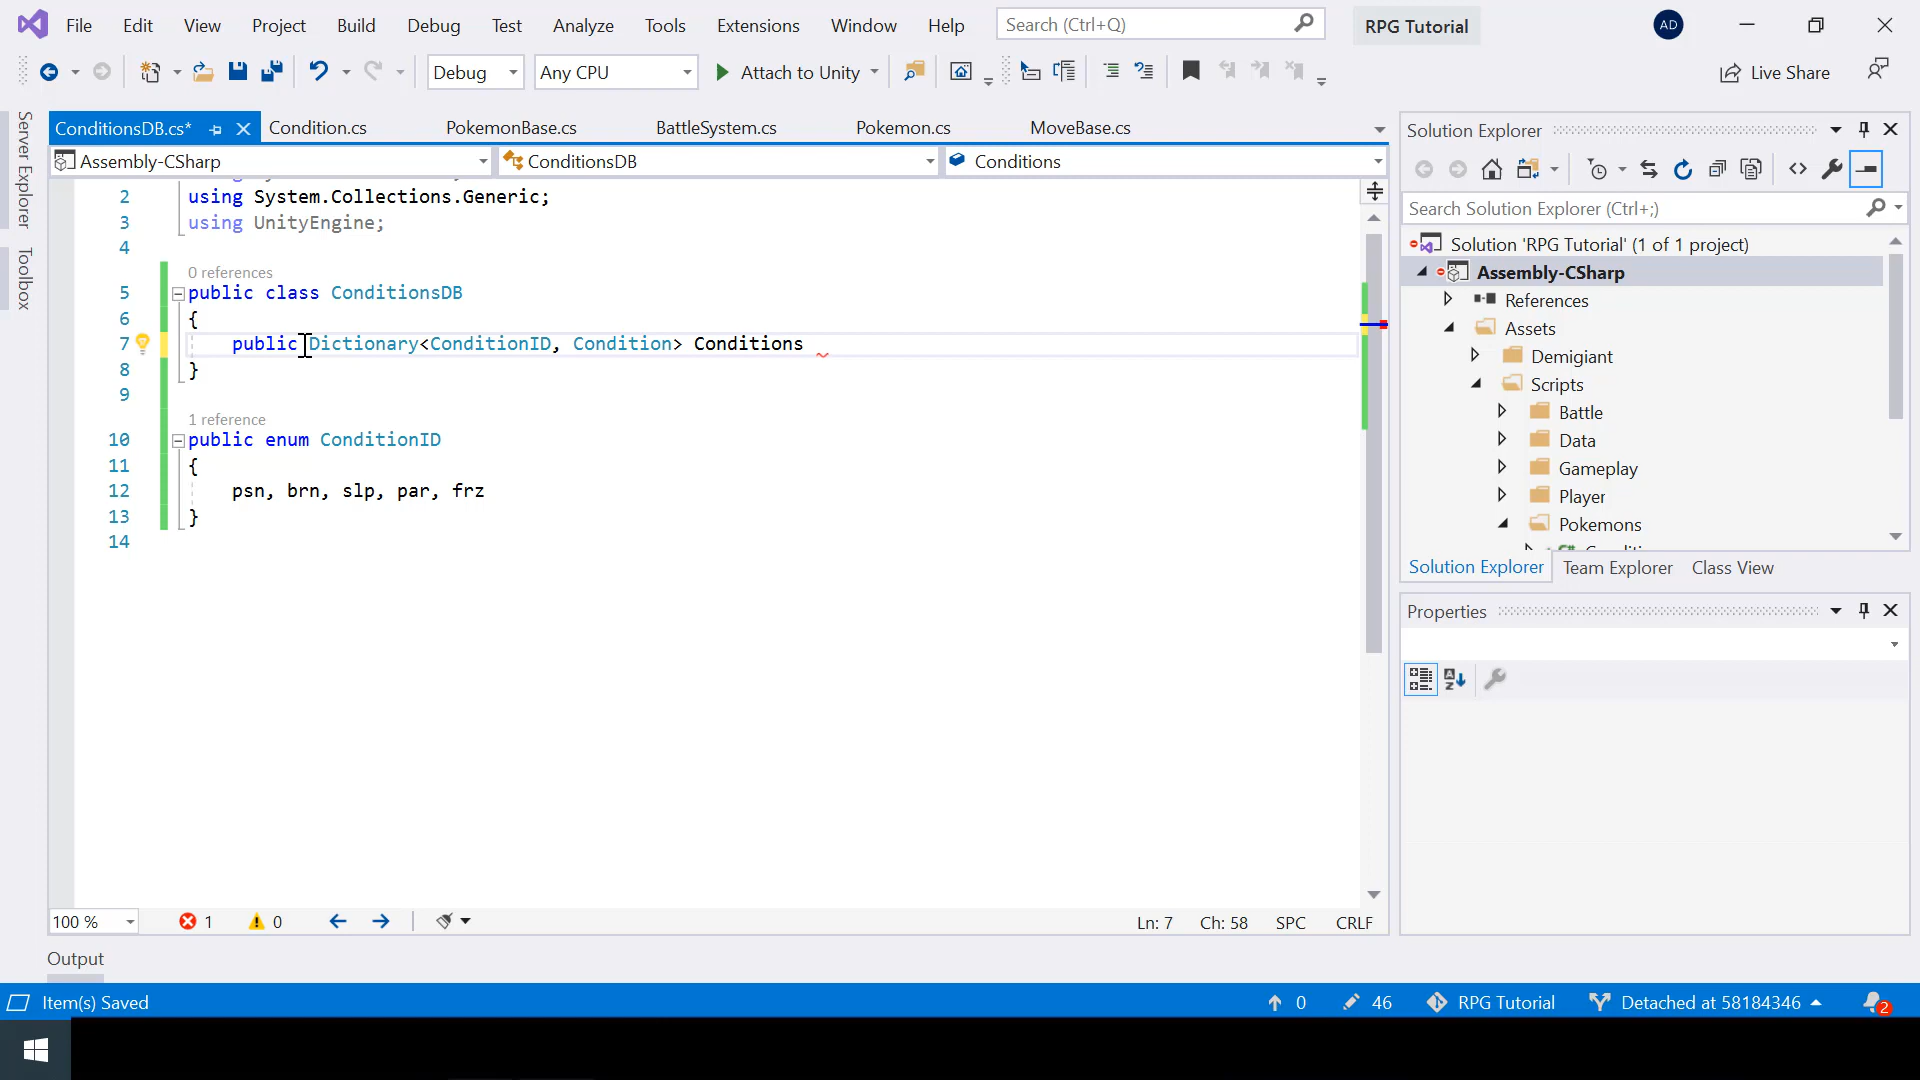 File Edit View Project Build Debug Test Analyze Tools Extensions Window Help Search (Ctrl+Q) RPG Tutorial AD
Debug Any CPU Attach to Unity Live Share
Server Explorer
Toolbox
ConditionsDB.cs* Condition.cs PokemonBase.cs BattleSystem.cs Pokemon.cs MoveBase.cs
Assembly-CSharp ConditionsDB Conditions
2 using System.Collections.Generic;
3 using UnityEngine;
4
0 references
5 public class ConditionsDB
6 {
7 public Dictionary<ConditionID, Condition> Conditions
8 }
9
1 reference
10 public enum ConditionID
11 {
12 psn, brn, slp, par, frz
13 }
14
100 % 1 0 Ln: 7 Ch: 58 SPC CRLF
Solution Explorer
Search Solution Explorer (Ctrl+;)
Solution 'RPG Tutorial' (1 of 1 project)
Assembly-CSharp
References
Assets
Demigiant
Scripts
Battle
Data
Gameplay
Player
Pokemons
Solution Explorer Team Explorer Class View
Properties
Output
Item(s) Saved 0 46 RPG Tutorial Detached at 58184346 2